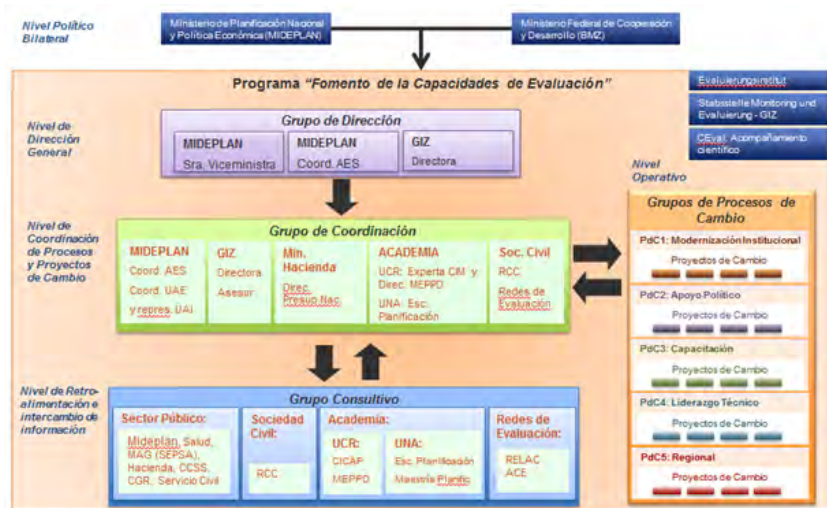 Nivel Político
Bilateral
Ministerio de Planificación Nacional
y Política Económica (MIDEPLAN)
Ministerio Federal de Cooperación
y Desarrollo (BMZ)
Programa “Fomento de la Capacidades de Evaluación”
Evaluierungsinstitut
Stabsstelle Monitoring und
Evaluierung - GIZ
CEval. Acompañamiento
científico
Nivel de
Dirección
General
Grupo de Dirección
MIDEPLAN
Sra. Viceministra
MIDEPLAN
Coord. AES
GIZ
Directora
Nivel de
Coordinación
de Procesos
y Proyectos
de Cambio
Grupo de Coordinación
MIDEPLAN
Coord. AES
Coord. UAE
y repres. UAI
GIZ
Directora
Asesor
Min.
Hacienda
Direc.
Presup Nac.
ACADEMIA
UCR: Experta CIM y
Direc. MEPPD
UNA: Esc.
Planificación
Soc. Civil
RCC
Redes de
Evaluación
Nivel
Operativo
Grupos de Procesos de
Cambio
PdC1: Modernización Institucional
Proyectos de Cambio
PdC2: Apoyo Político
Proyectos de Cambio
PdC3: Capacitación
Proyectos de Cambio
PdC4: Liderazgo Técnico
Proyectos de Cambio
PdC5: Regional
Proyectos de Cambio
Nivel de Retro-
alimentación e
intercambio de
información
Grupo Consultivo
Sector Público:
Mideplan, Salud,
MAG (SEPSA),
Hacienda, CCSS,
CGR, Servicio Civil
Sociedad
Civil:
RCC
Academia:
UCR:
CICAP
MEPPD
UNA:
Esc. Planificación
Maestría Planific
Redes de
Evaluación:
RELAC
ACE